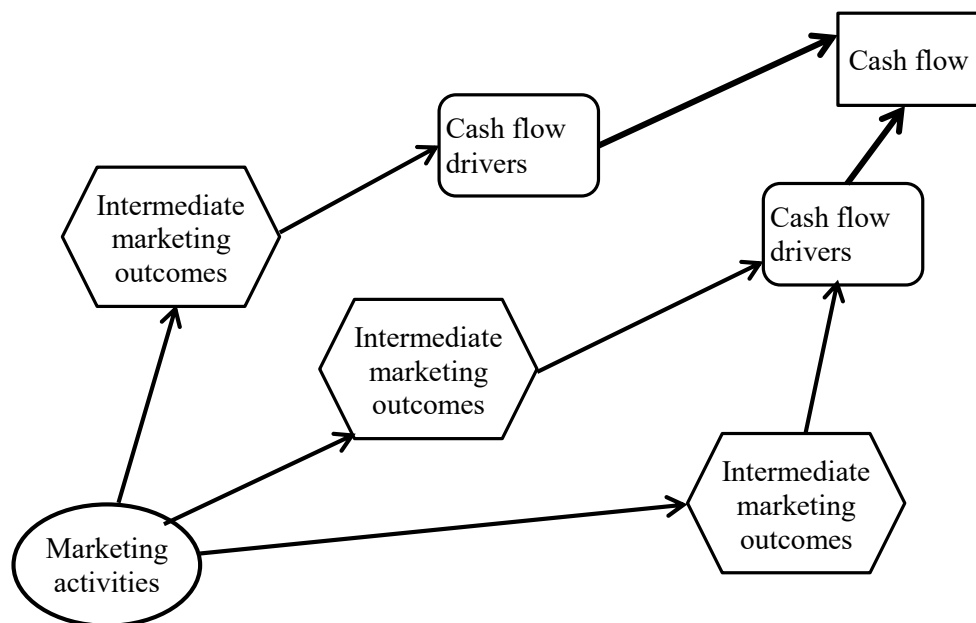 Cash flow
Cash flow
drivers
Intermediate
marketing
outcomes
Cash flow
drivers
Intermediate
marketing
outcomes
Intermediate
marketing
outcomes
Marketing
activities